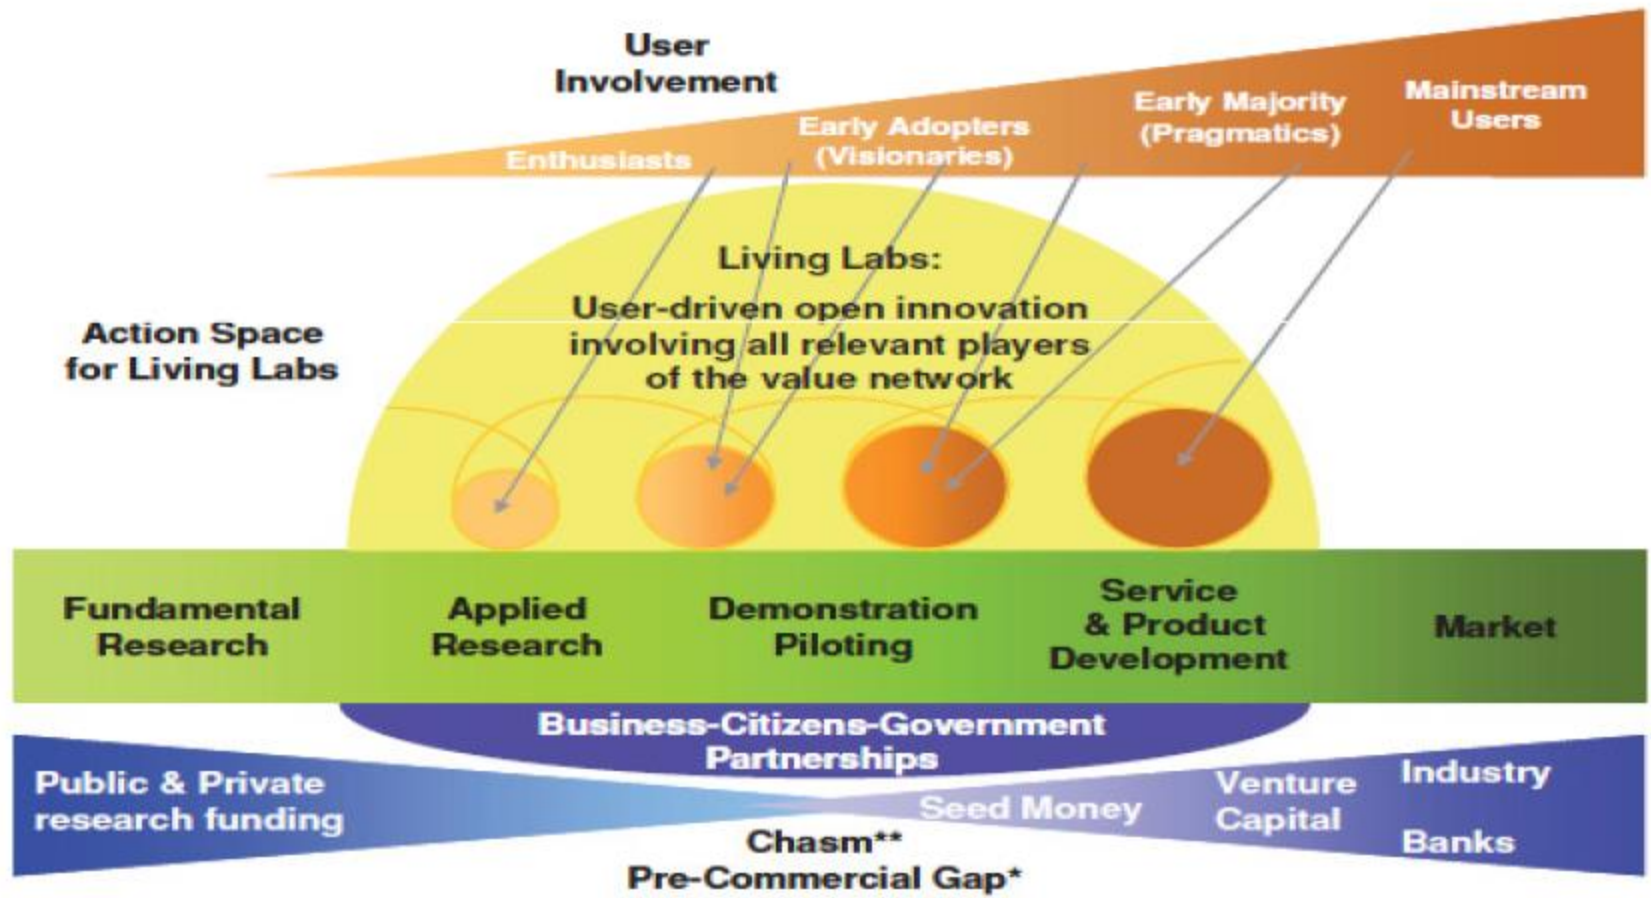 User
Involvement
Enthusiasts
Early Adopters
(Visionaries)
Early Majority
(Pragmatics)
Mainstream
Users
Action Space
for Living Labs
Living Labs:
User-driven open innovation
involving all relevant players
of the value network
Fundamental
Research
Applied
Research
Demonstration
Piloting
Service
& Product
Development
Market
Business-Citizens-Government
Partnerships
Public & Private
research funding
Seed Money
Venture
Capital
Industry
Banks
Chasm**
Pre-Commercial Gap*